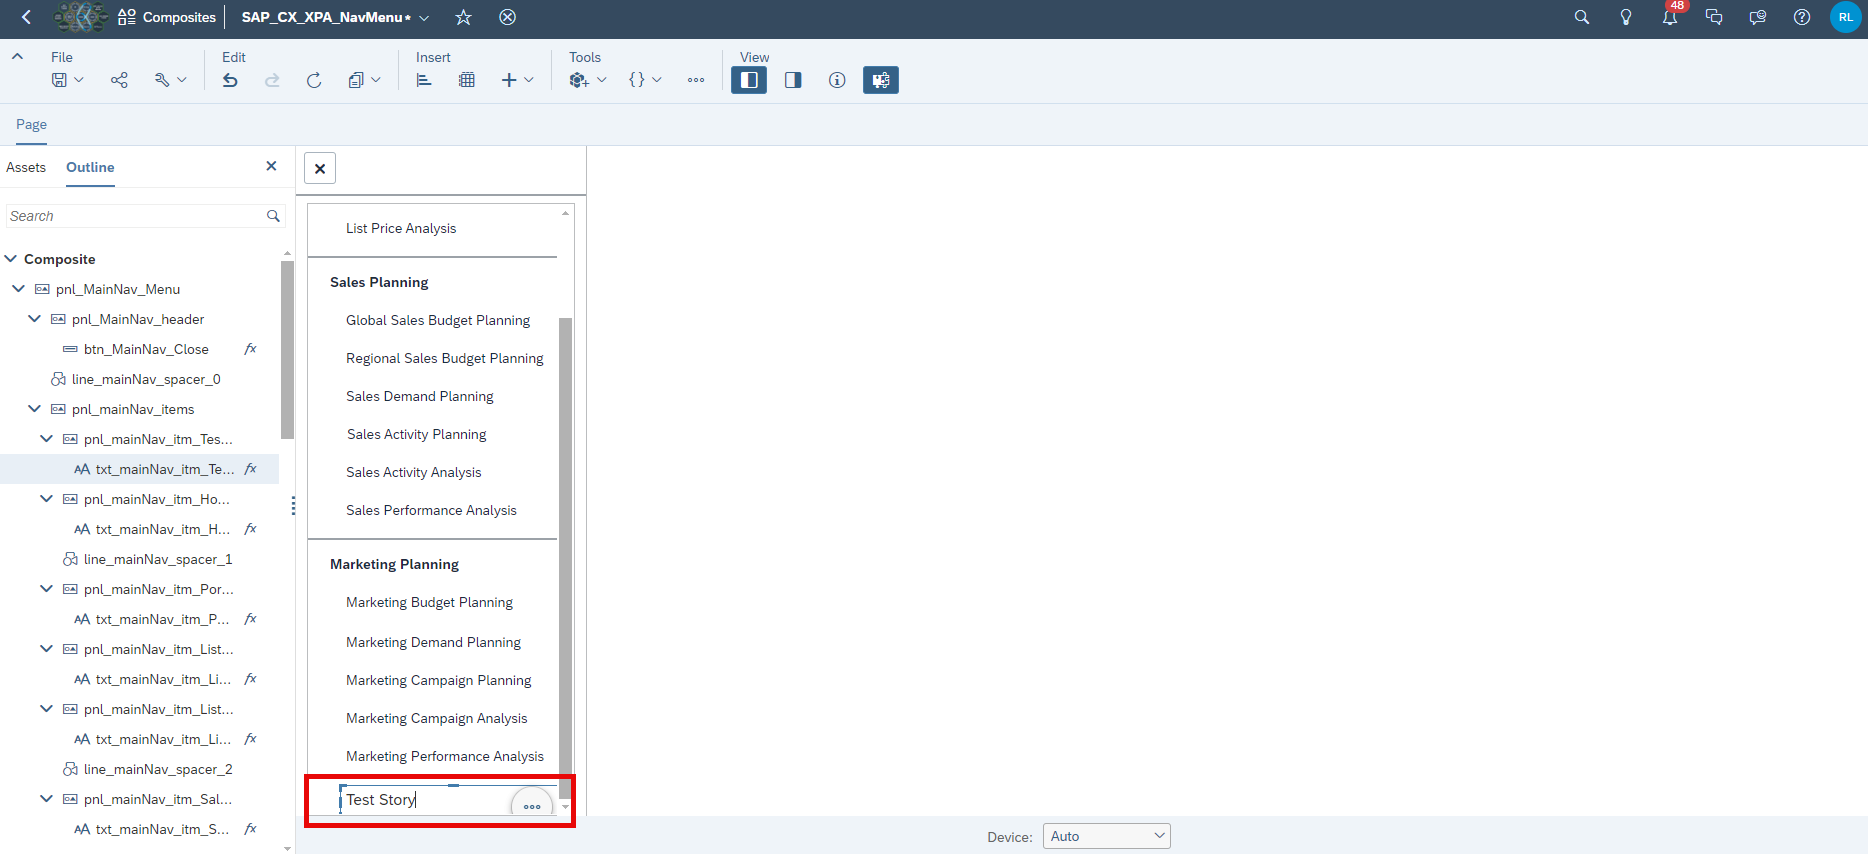 Composites
SAP_CX_XPA_NavMenu*
48
RL
File
Edit
Insert
Tools
View
Page
Assets
Outline
Search
Composite
pnl_MainNav_Menu
pnl_MainNav_header
btn_MainNav_Close
fx
line_mainNav_spacer_0
pnl_mainNav_items
pnl_mainNav_itm_Tes...
txt_mainNav_itm_Te...
fx
pnl_mainNav_itm_Ho...
txt_mainNav_itm_H...
fx
line_mainNav_spacer_1
pnl_mainNav_itm_Por...
txt_mainNav_itm_P...
fx
pnl_mainNav_itm_List...
txt_mainNav_itm_Li...
fx
pnl_mainNav_itm_List...
txt_mainNav_itm_Li...
fx
line_mainNav_spacer_2
pnl_mainNav_itm_Sal...
txt_mainNav_itm_S...
fx
List Price Analysis
Sales Planning
Global Sales Budget Planning
Regional Sales Budget Planning
Sales Demand Planning
Sales Activity Planning
Sales Activity Analysis
Sales Performance Analysis
Marketing Planning
Marketing Budget Planning
Marketing Demand Planning
Marketing Campaign Planning
Marketing Campaign Analysis
Marketing Performance Analysis
Test Story
Device:
Auto